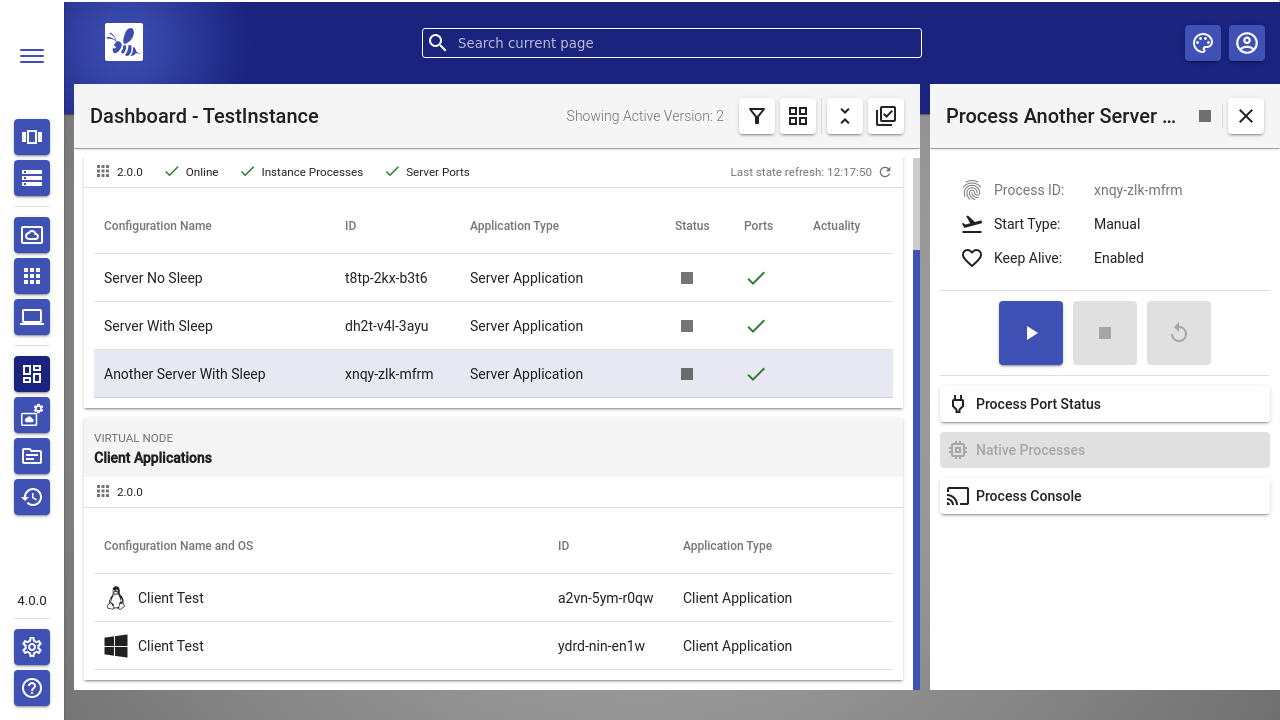 Search current page
Dashboard - TestInstance
Showing Active Version: 2
2.0.0 Online Instance Processes Server Ports Last state refresh: 12:17:50
Configuration Name ID Application Type Status Ports Actuality
Server No Sleep t8tp-2kx-b3t6 Server Application
Server With Sleep dh2t-v4l-3ayu Server Application
Another Server With Sleep xnqy-zlk-mfrm Server Application
VIRTUAL NODE
Client Applications
2.0.0
Configuration Name and OS ID Application Type
Client Test a2vn-5ym-r0qw Client Application
Client Test ydrd-nin-en1w Client Application
Process Another Server ...
Process ID: xnqy-zlk-mfrm
Start Type: Manual
Keep Alive: Enabled
Process Port Status
Native Processes
Process Console
4.0.0